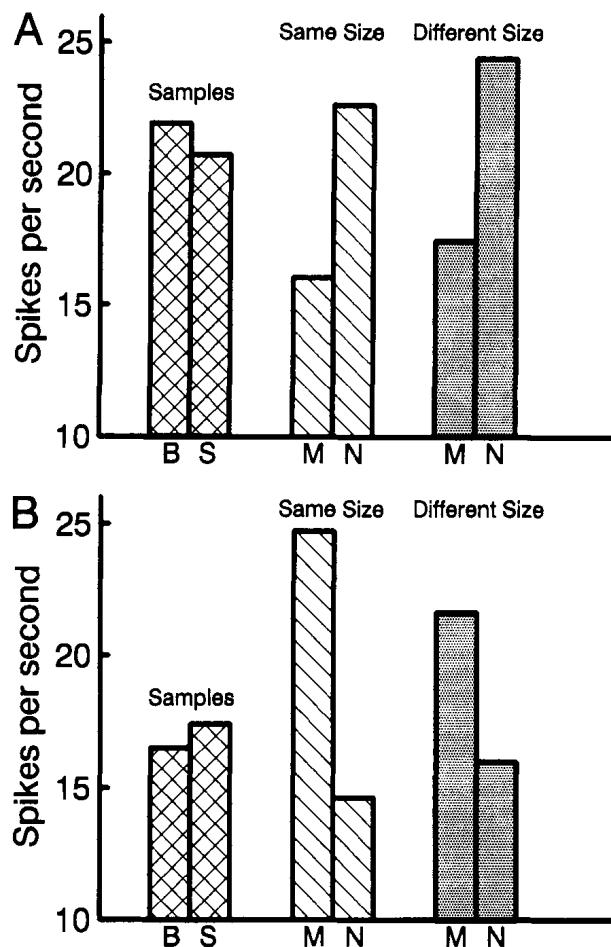 A
Spikes per second
25
20
15
10
Samples
Same Size
Different Size
B S
M N
M N
B
Spikes per second
25
20
15
10
Samples
Same Size
Different Size
B S
M N
M N